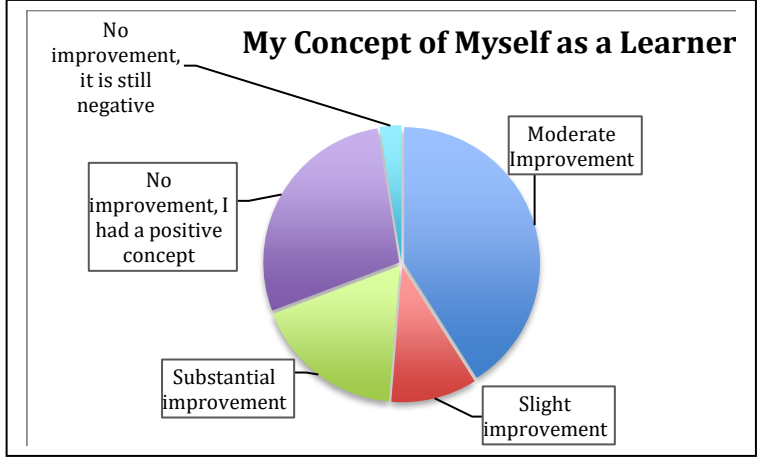 My Concept of Myself as a Learner
No
improvement,
it is still
negative
Moderate
Improvement
No
improvement, I
had a positive
concept
Substantial
improvement
Slight
improvement